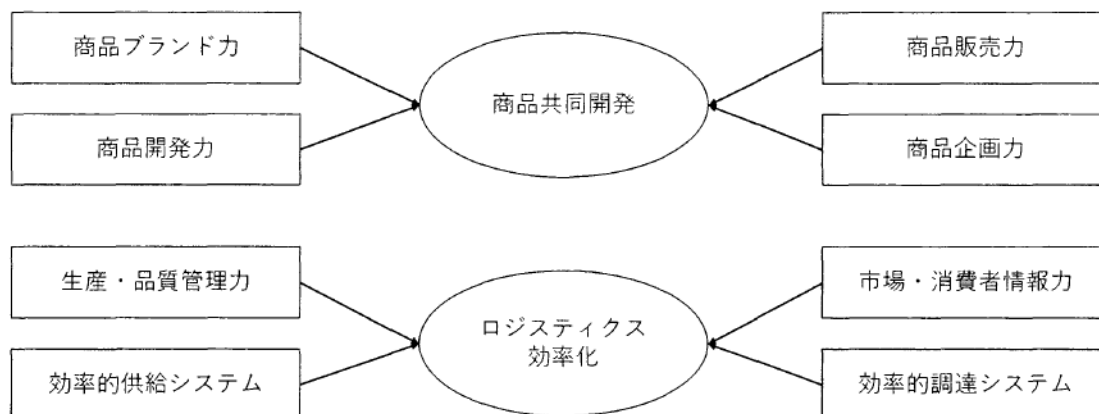 商品ブランド力
商品販売力
商品共同開発
商品開発力
商品企画力
生産・品質管理力
市場・消費者情報力
ロジスティクス
効率化
効率的供給システム
効率的調達システム